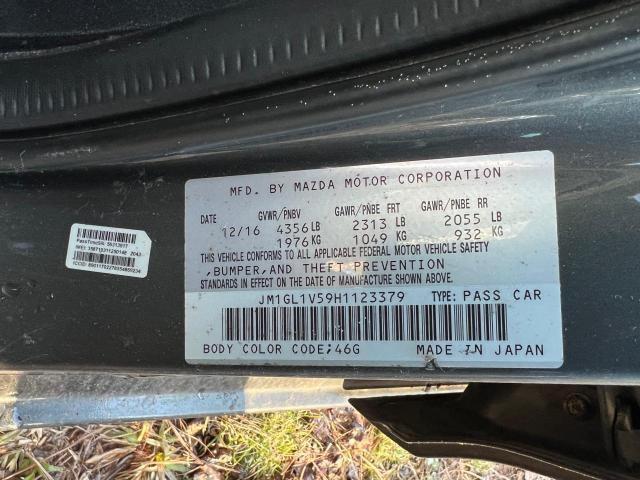 MFD. BY MAZDA MOTOR CORPORATION
DATE GVWR/PNBV GAWR/PNBE FRT GAWR/PNBE RR
12/16 4356 LB 2313 LB 2055 LB
1976 KG 1049 KG 932 KG
THIS VEHICLE CONFORMS TO ALL APPLICABLE FEDERAL MOTOR VEHICLE SAFETY
,BUMPER,AND THEFT PREVENTION
STANDARDS IN EFFECT ON THE DATE OF MANUFACTURE SHOWN ABOVE.
JM1GL1V59H1123379 TYPE: PASS CAR
BODY COLOR CODE;46G MADE IN JAPAN
PassTimeSN:
IMEI:
ICCID: